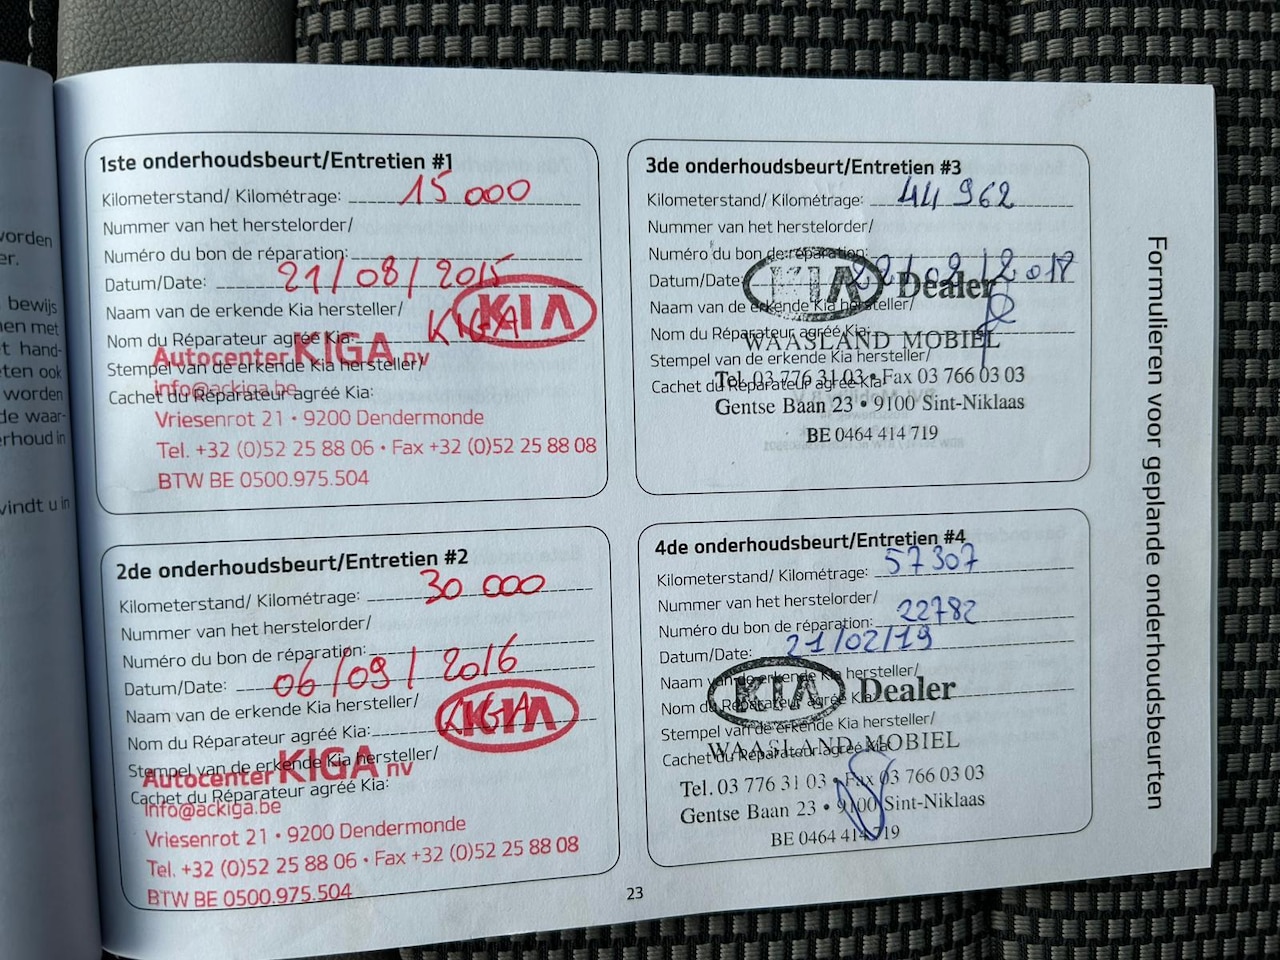 vorden
er.
bewijs
en met
t hand-
ten ook
worden
de waar-
rhoud in
vindt u in
1ste onderhoudsbeurt/Entretien #1
Kilometerstand/ Kilométrage: 15 000
Nummer van het herstelorder/
Numéro du bon de réparation:
Datum/Date: 21/08/2015
Naam van de erkende Kia hersteller/
Nom du Réparateur agréé Kia: KIGA
KIA
Stempel van de erkende Kia hersteller/
Cachet du Réparateur agréé Kia:
Autocenter KIGA nv
info@ackiga.be
Vriesenrot 21 • 9200 Dendermonde
Tel. +32 (0)52 25 88 06 • Fax +32 (0)52 25 88 08
BTW BE 0500.975.504
2de onderhoudsbeurt/Entretien #2
Kilometerstand/ Kilométrage: 30 000
Nummer van het herstelorder/
Numéro du bon de réparation:
Datum/Date: 06/09/2016
Naam van de erkende Kia hersteller/
Nom du Réparateur agréé Kia: KIGA
KIA
Stempel van de erkende Kia hersteller/
Cachet du Réparateur agréé Kia:
Autocenter KIGA nv
info@ackiga.be
Vriesenrot 21 • 9200 Dendermonde
Tel. +32 (0)52 25 88 06 • Fax +32 (0)52 25 88 08
BTW BE 0500.975.504
3de onderhoudsbeurt/Entretien #3
Kilometerstand/ Kilométrage: 44 962
Nummer van het herstelorder/
Numéro du bon de réparation:
Datum/Date:
Naam van de erkende Kia hersteller/
Nom du Réparateur agréé Kia:
Stempel van de erkende Kia hersteller/
Cachet du Réparateur agréé Kia:
KIA Dealer
WAASLAND MOBIEL
Tel. 03 776 31 03 • Fax 03 766 03 03
Gentse Baan 23 • 9100 Sint-Niklaas
BE 0464 414 719
4de onderhoudsbeurt/Entretien #4
Kilometerstand/ Kilométrage: 57307
Nummer van het herstelorder/
Numéro du bon de réparation: 22782
Datum/Date: 21/02/19
Naam van de erkende Kia hersteller/
Nom du Réparateur agréé Kia:
Stempel van de erkende Kia hersteller/
Cachet du Réparateur agréé Kia:
KIA Dealer
WAASLAND MOBIEL
Tel. 03 776 31 03 • Fax 03 766 03 03
Gentse Baan 23 • 9100 Sint-Niklaas
BE 0464 414 719
23
Formulieren voor geplande onderhoudsbeurten